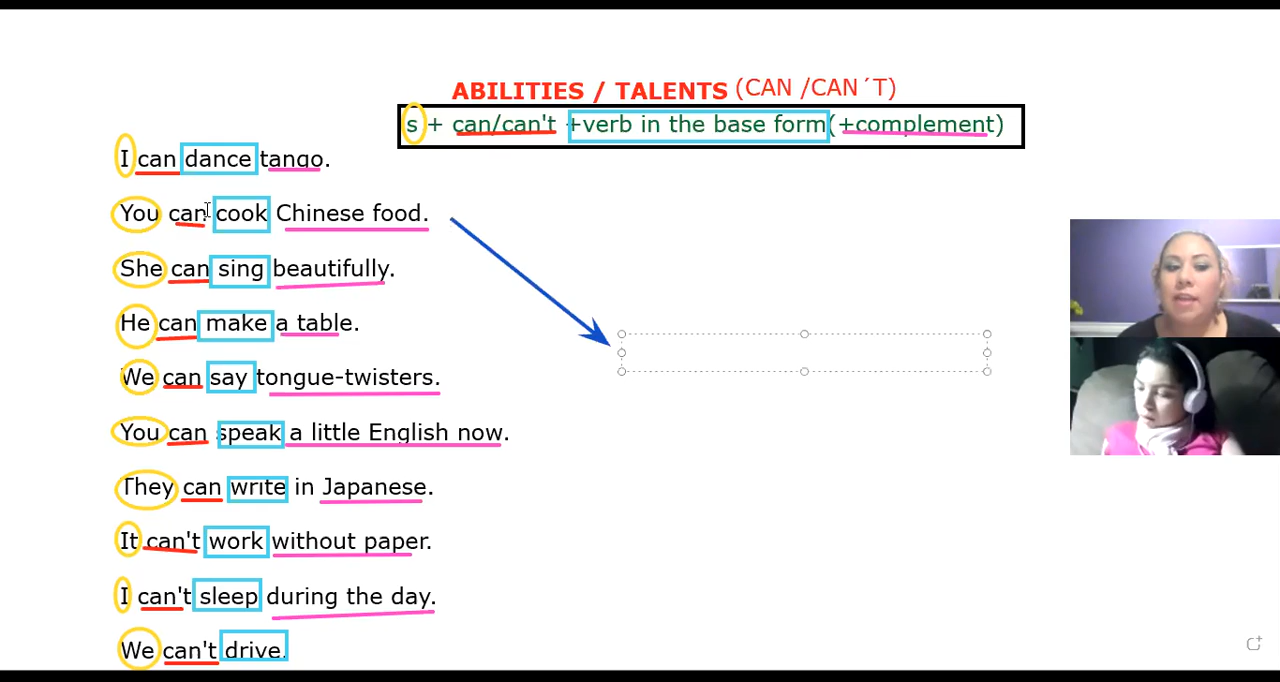 ABILITIES / TALENTS (CAN /CAN´T)
s + can/can't +verb in the base form(+complement)
I can dance tango.
You can cook Chinese food.
She can sing beautifully.
He can make a table.
We can say tongue-twisters.
You can speak a little English now.
They can write in Japanese.
It can't work without paper.
I can't sleep during the day.
We can't drive.